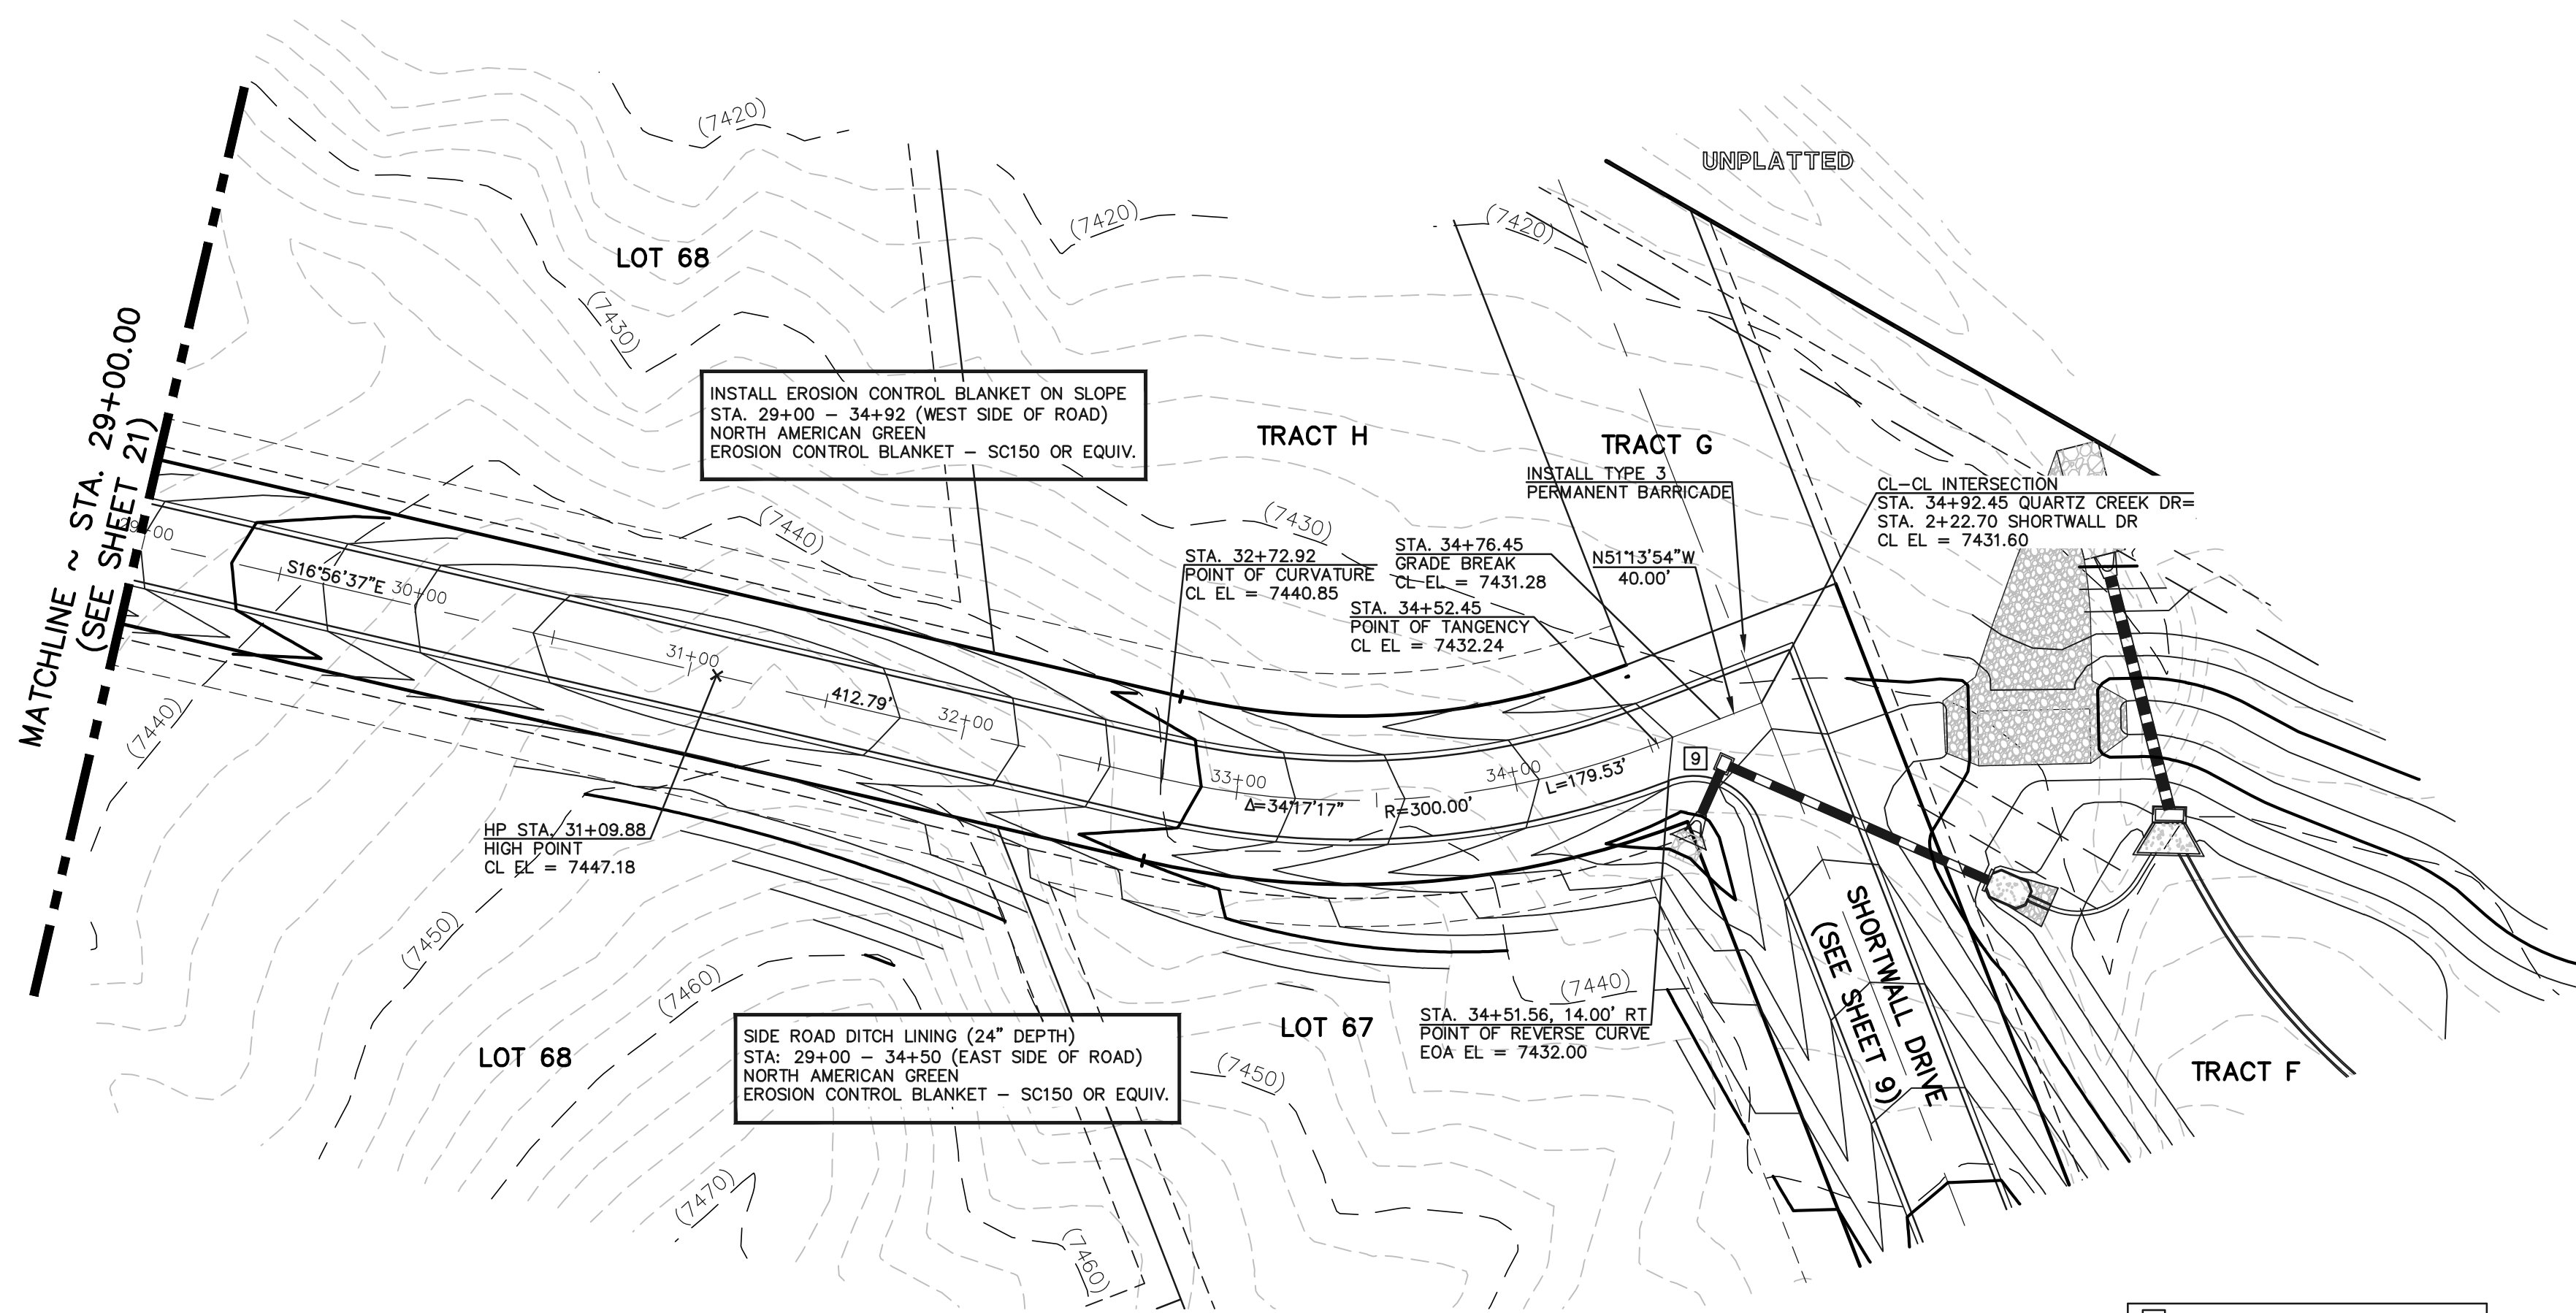 MATCHLINE ~ STA. 29+00.00
(SEE SHEET 21)
(7420)
(7420)
(7420)
UNPLATTED
LOT 68
(7430)
INSTALL EROSION CONTROL BLANKET ON SLOPE
STA. 29+00 – 34+92 (WEST SIDE OF ROAD)
NORTH AMERICAN GREEN
EROSION CONTROL BLANKET – SC150 OR EQUIV.
TRACT H
TRACT G
INSTALL TYPE 3
PERMANENT BARRICADE
CL–CL INTERSECTION
STA. 34+92.45 QUARTZ CREEK DR=
STA. 2+22.70 SHORTWALL DR
CL EL = 7431.60
(7440)
(7430)
STA. 32+72.92
POINT OF CURVATURE
CL EL = 7440.85
STA. 34+76.45
GRADE BREAK
CL EL = 7431.28
N51°13'54"W
40.00'
STA. 34+52.45
POINT OF TANGENCY
CL EL = 7432.24
29+00
S16°56'37"E
30+00
31+00
412.79'
32+00
33+00
Δ=34°17'17"
R=300.00'
34+00
L=179.53'
9
(7440)
HP STA. 31+09.88
HIGH POINT
CL EL = 7447.18
(7450)
(7460)
(7440)
SHORTWALL DRIVE
(SEE SHEET 9)
SIDE ROAD DITCH LINING (24" DEPTH)
STA: 29+00 – 34+50 (EAST SIDE OF ROAD)
NORTH AMERICAN GREEN
EROSION CONTROL BLANKET – SC150 OR EQUIV.
LOT 68
LOT 67
STA. 34+51.56, 14.00' RT
POINT OF REVERSE CURVE
EOA EL = 7432.00
(7450)
TRACT F
(7470)
(7460)